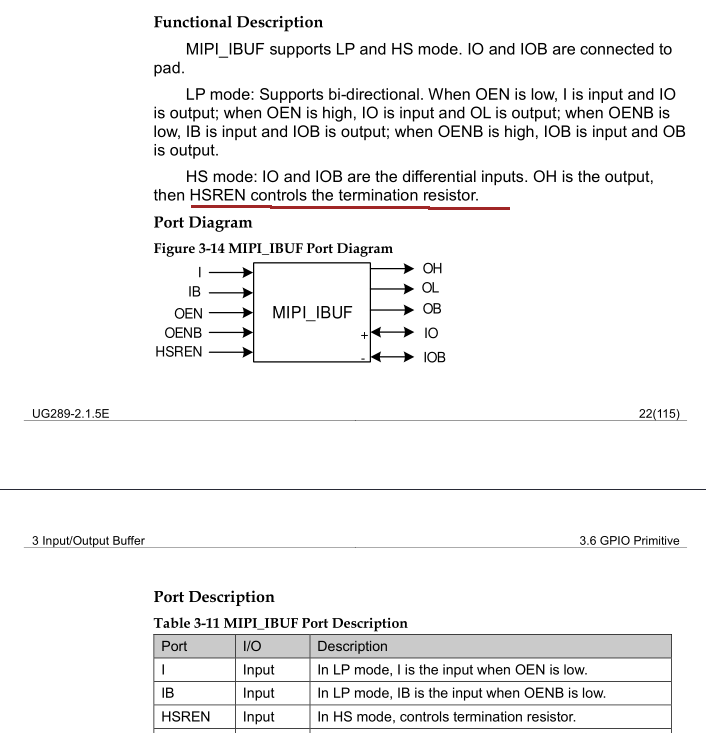 Functional Description
MIPI_IBUF supports LP and HS mode. IO and IOB are connected to
pad.
LP mode: Supports bi-directional. When OEN is low, I is input and IO
is output; when OEN is high, IO is input and OL is output; when OENB is
low, IB is input and IOB is output; when OENB is high, IOB is input and OB
is output.
HS mode: IO and IOB are the differential inputs. OH is the output,
then HSREN controls the termination resistor.
Port Diagram
Figure 3-14 MIPI_IBUF Port Diagram
I
IB
OEN
OENB
HSREN
MIPI_IBUF
+
-
OH
OL
OB
IO
IOB
UG289-2.1.5E 22(115)
3 Input/Output Buffer 3.6 GPIO Primitive
Port Description
Table 3-11 MIPI_IBUF Port Description
Port I/O Description
I Input In LP mode, I is the input when OEN is low.
IB Input In LP mode, IB is the input when OENB is low.
HSREN Input In HS mode, controls termination resistor.